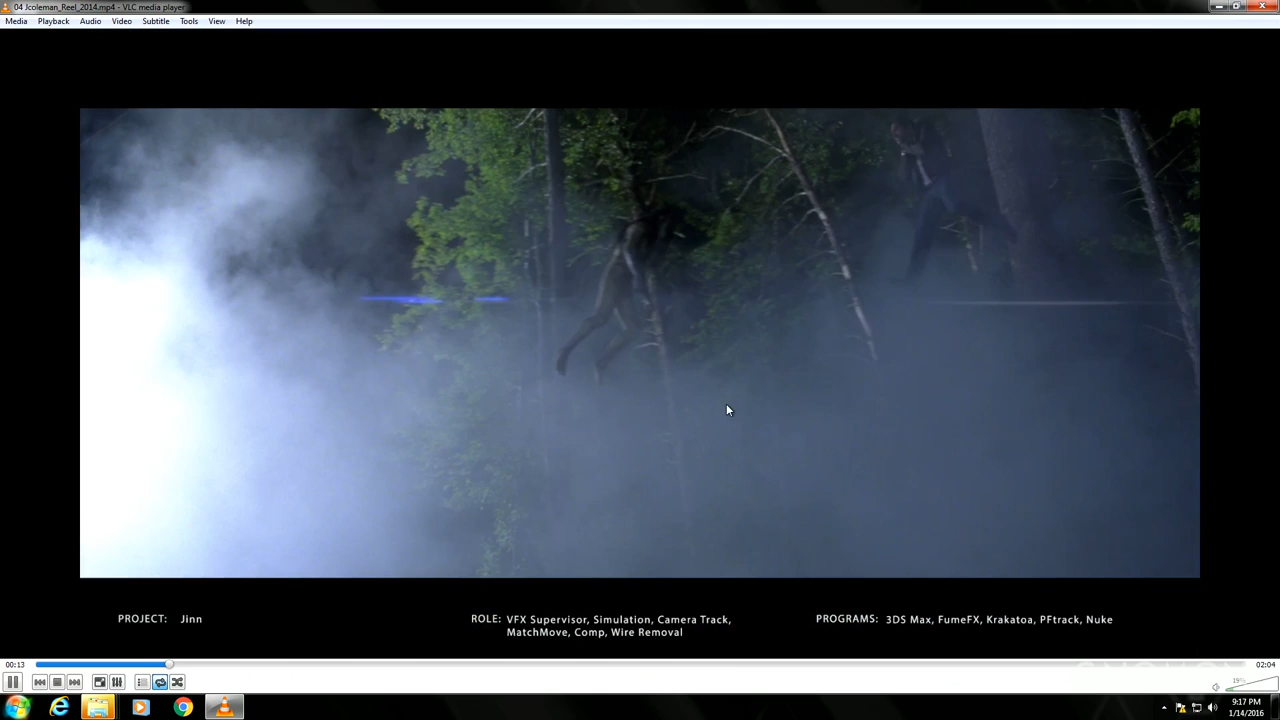 04 Jcoleman_Reel_2014.mp4 - VLC media player
Media Playback Audio Video Subtitle Tools View Help
PROJECT: Jinn
ROLE: VFX Supervisor, Simulation, Camera Track,
MatchMove, Comp, Wire Removal
PROGRAMS: 3DS Max, FumeFX, Krakatoa, PFtrack, Nuke
00:13
02:04
19%
9:17 PM
1/14/2016